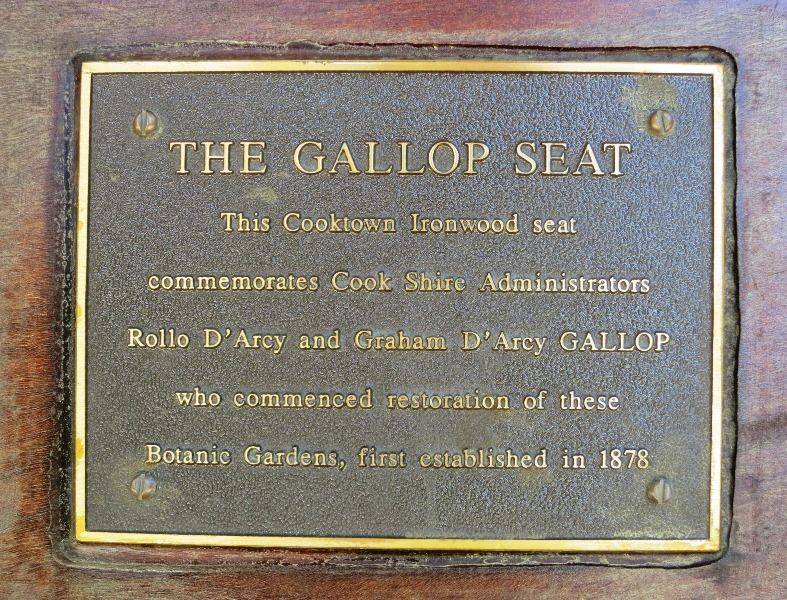 THE GALLOP SEAT
This Cooktown Ironwood seat
commemorates Cook Shire Administrators
Rollo D'Arcy and Graham D'Arcy GALLOP
who commenced restoration of these
Botanic Gardens, first established in 1878